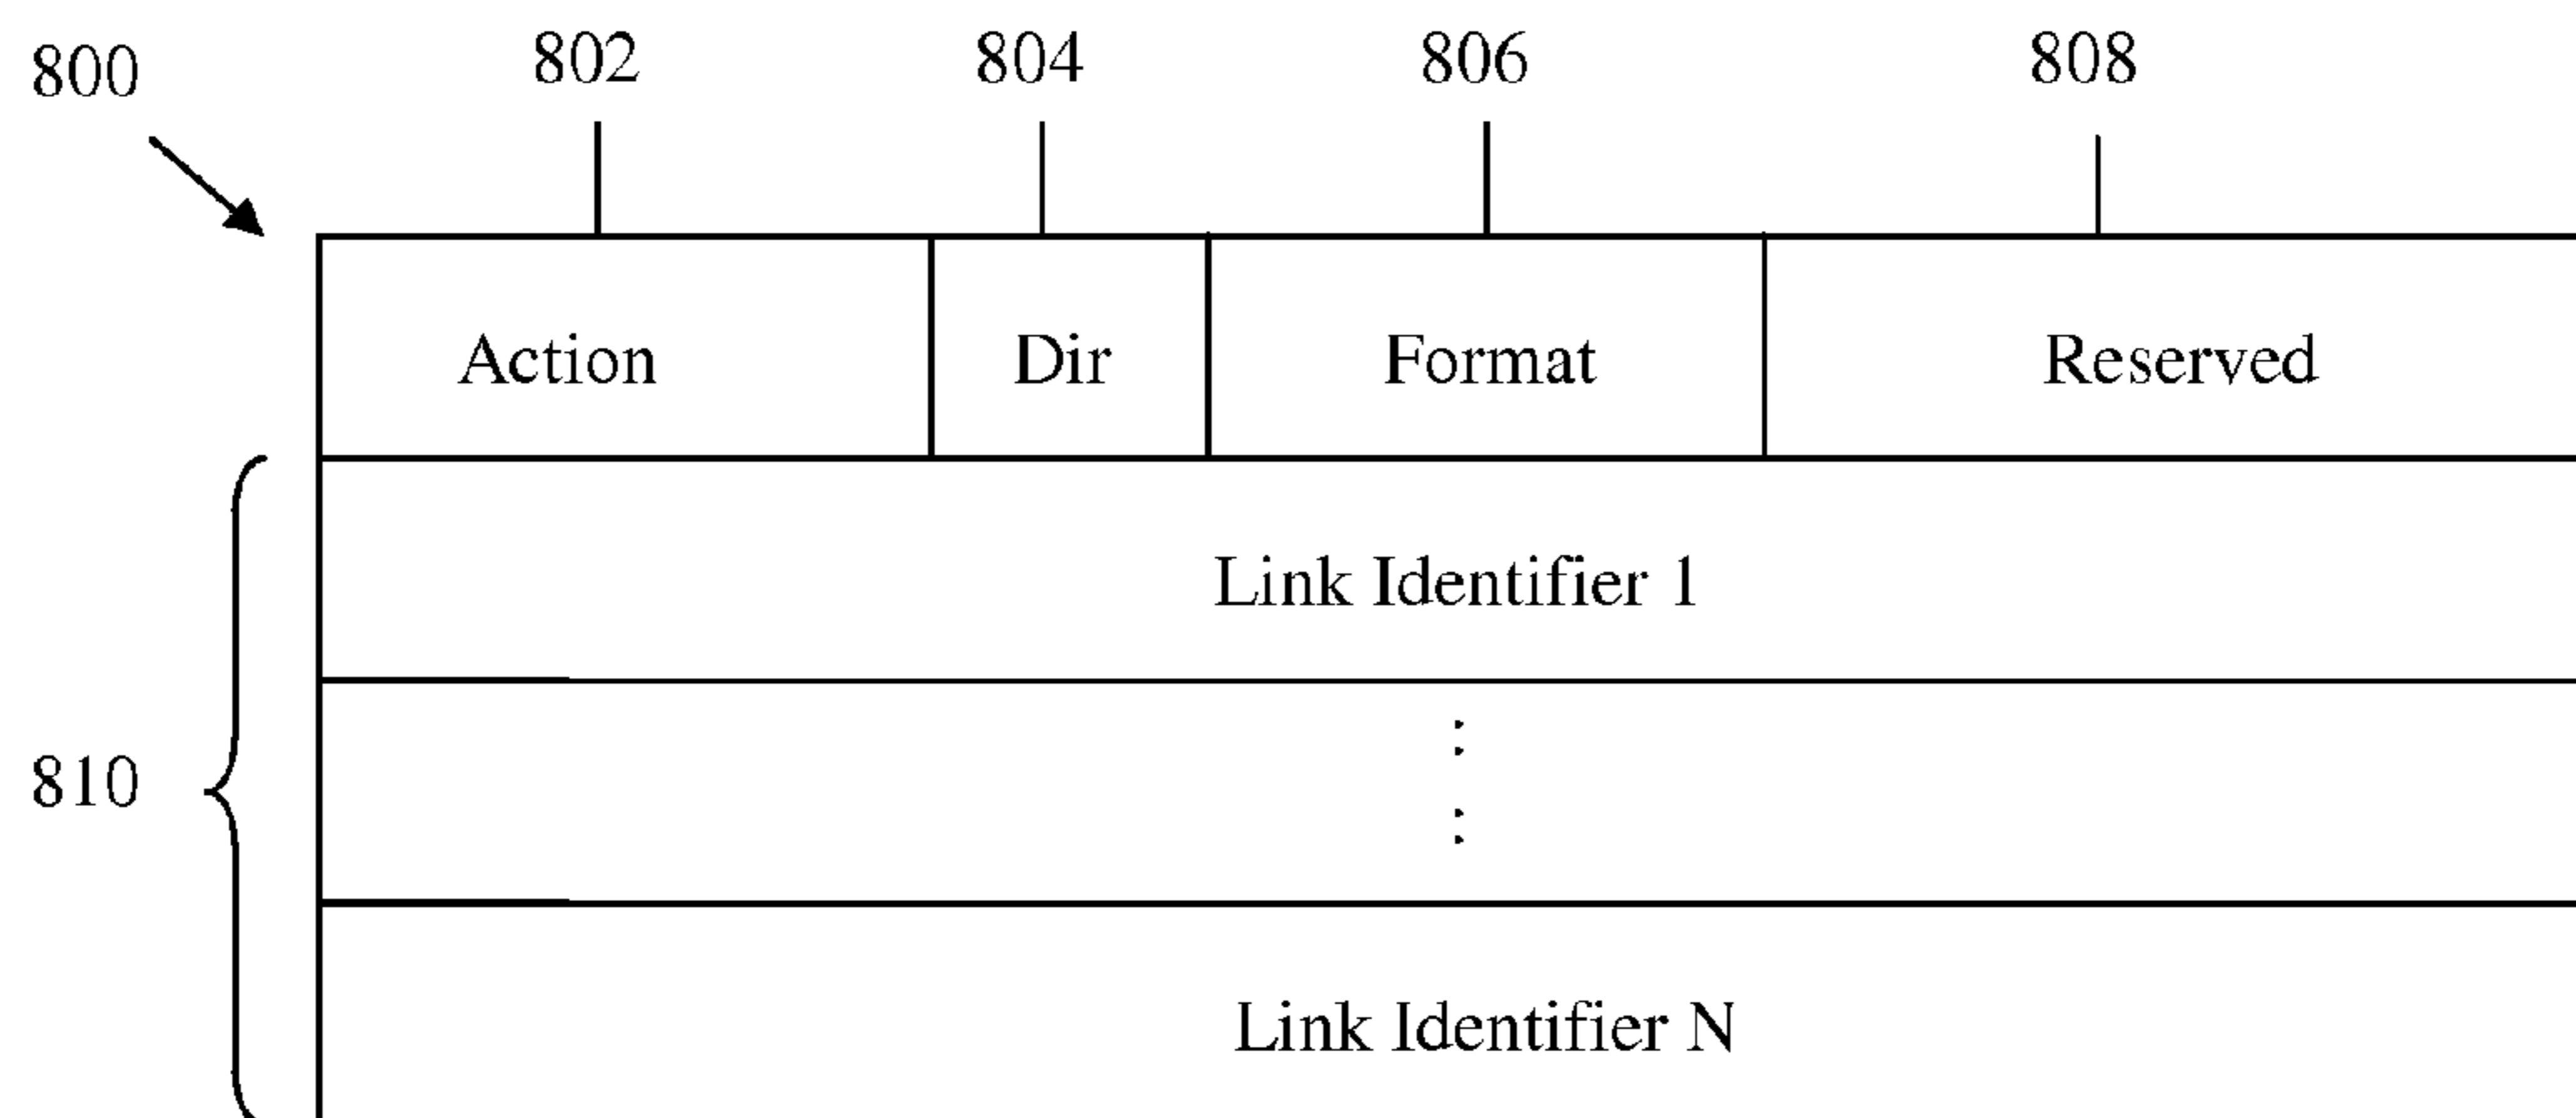 800 802 804 806 808
Action Dir Format Reserved
Link Identifier 1
810
Link Identifier N